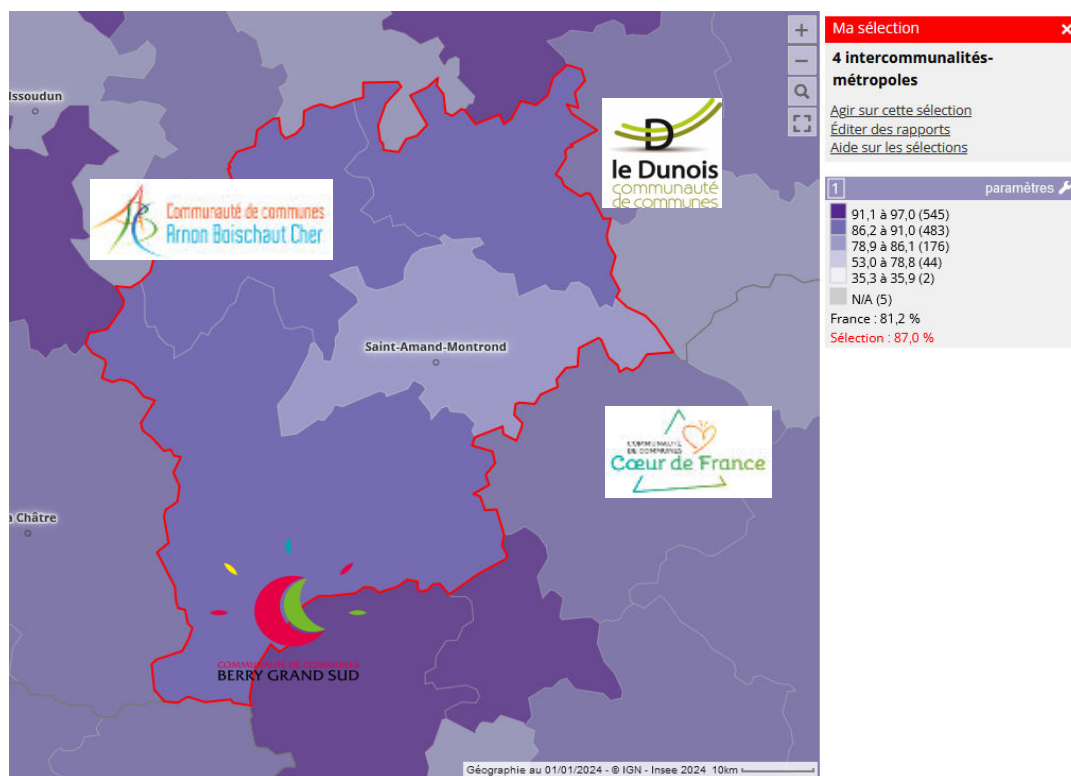 Issoudun
Communauté de communes
Arnon Boischaut Cher
le Dunois
communauté
de communes
Saint-Amand-Montrond
COMMUNAUTÉ
DE COMMUNES
Cœur de France
a Châtre
COMMUNAUTÉ DE COMMUNES
BERRY GRAND SUD
Géographie au 01/01/2024 - © IGN - Insee 2024 10km
Ma sélection
4 intercommunalités-
métropoles
Agir sur cette sélection
Éditer des rapports
Aide sur les sélections
1 paramètres
91,1 à 97,0 (545)
86,2 à 91,0 (483)
78,9 à 86,1 (176)
53,0 à 78,8 (44)
35,3 à 35,9 (2)
N/A (5)
France : 81,2 %
Sélection : 87,0 %